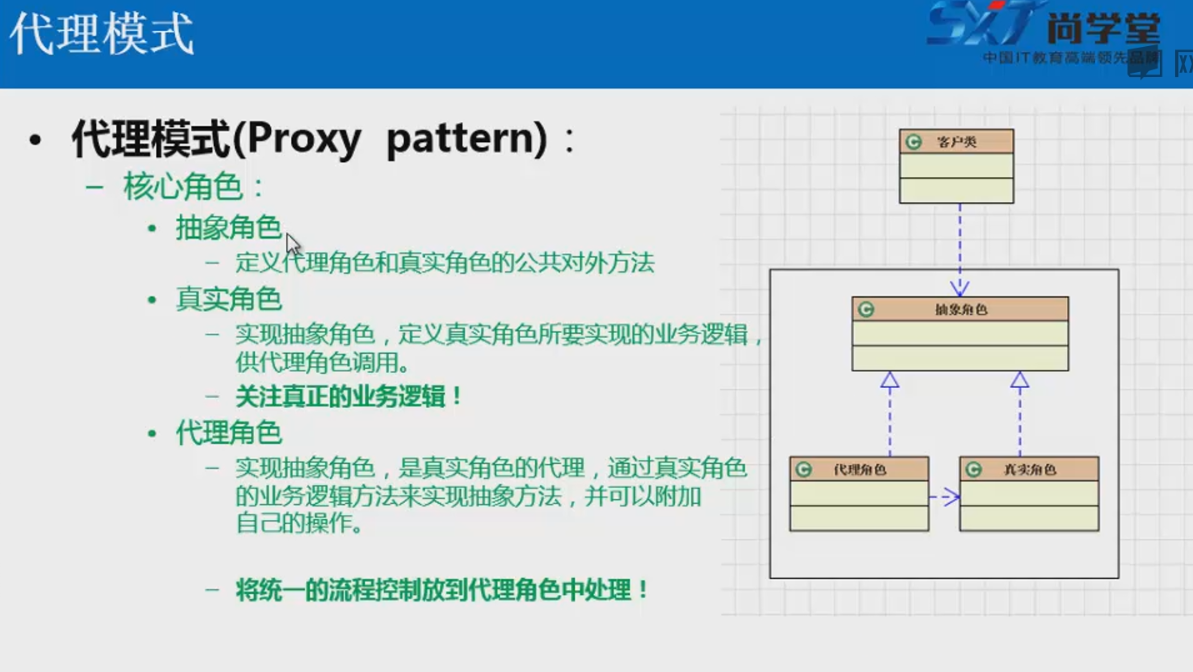 代理模式
SXT 尚学堂
中国IT教育高端领先品牌
网
• 代理模式(Proxy pattern)：
– 核心角色：
• 抽象角色
– 定义代理角色和真实角色的公共对外方法
• 真实角色
– 实现抽象角色，定义真实角色所要实现的业务逻辑，
供代理角色调用。
– 关注真正的业务逻辑！
• 代理角色
– 实现抽象角色，是真实角色的代理，通过真实角色
的业务逻辑方法来实现抽象方法，并可以附加
自己的操作。
– 将统一的流程控制放到代理角色中处理！
C 客户类
C 抽象角色
C 代理角色
C 真实角色